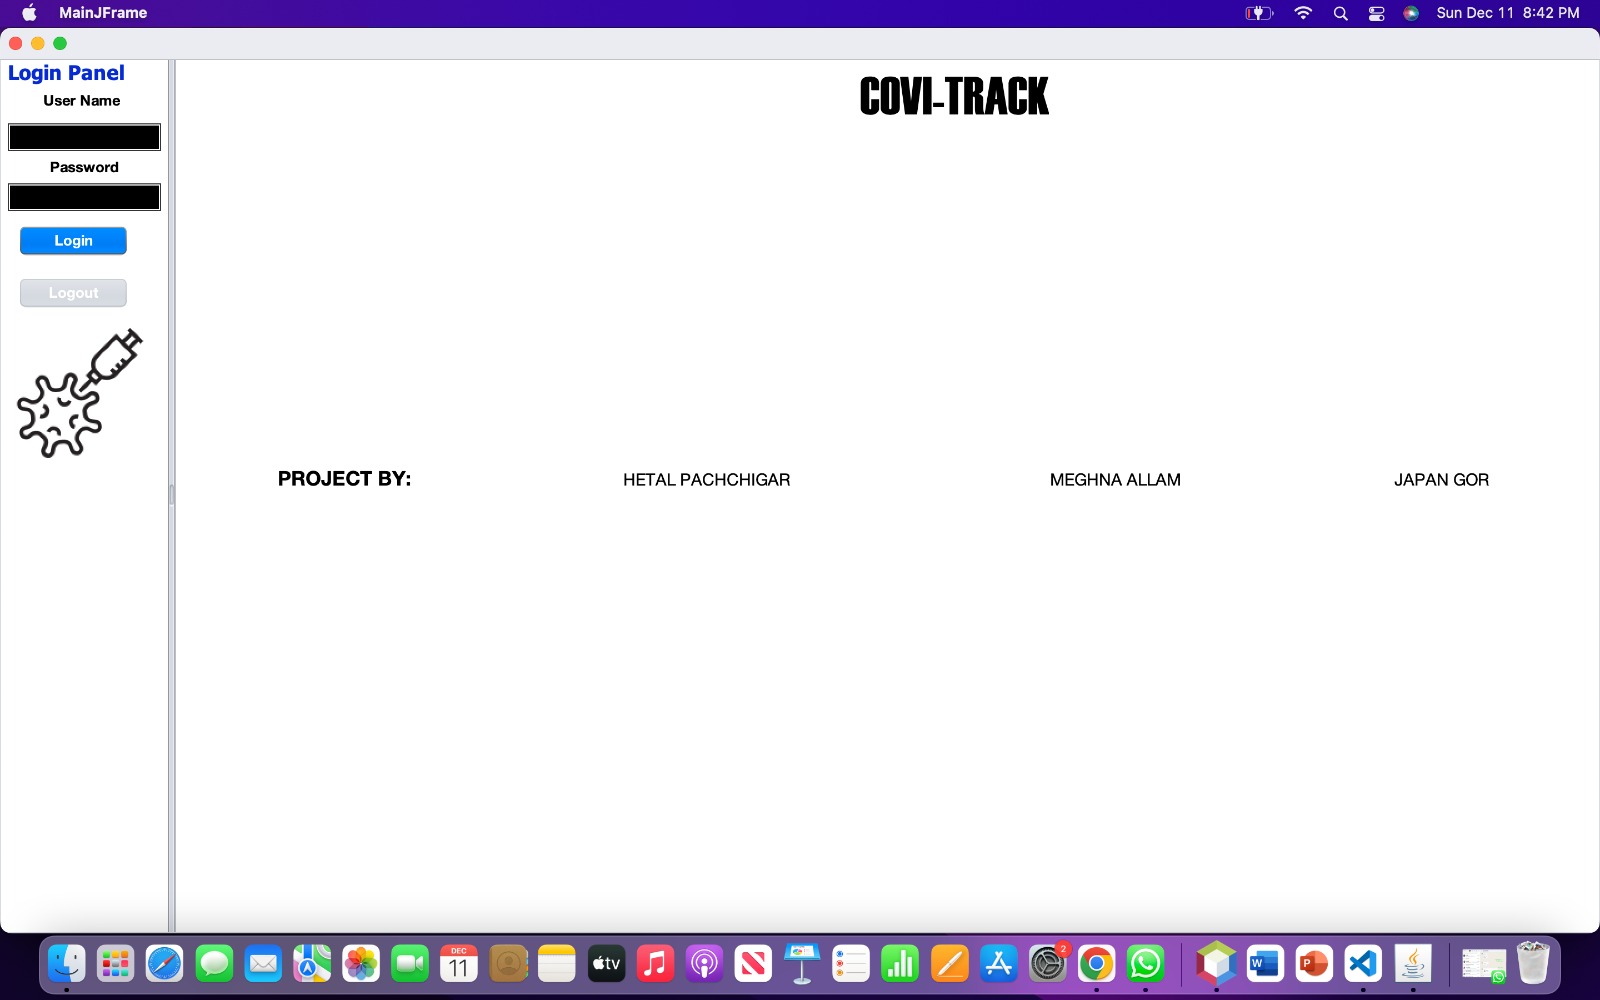 MainJFrame
Sun Dec 11 8:42 PM
Login Panel
User Name
Password
Login
Logout
COVI-TRACK
PROJECT BY:
HETAL PACHCHIGAR
MEGHNA ALLAM
JAPAN GOR
DEC
11
tv
2
W
P